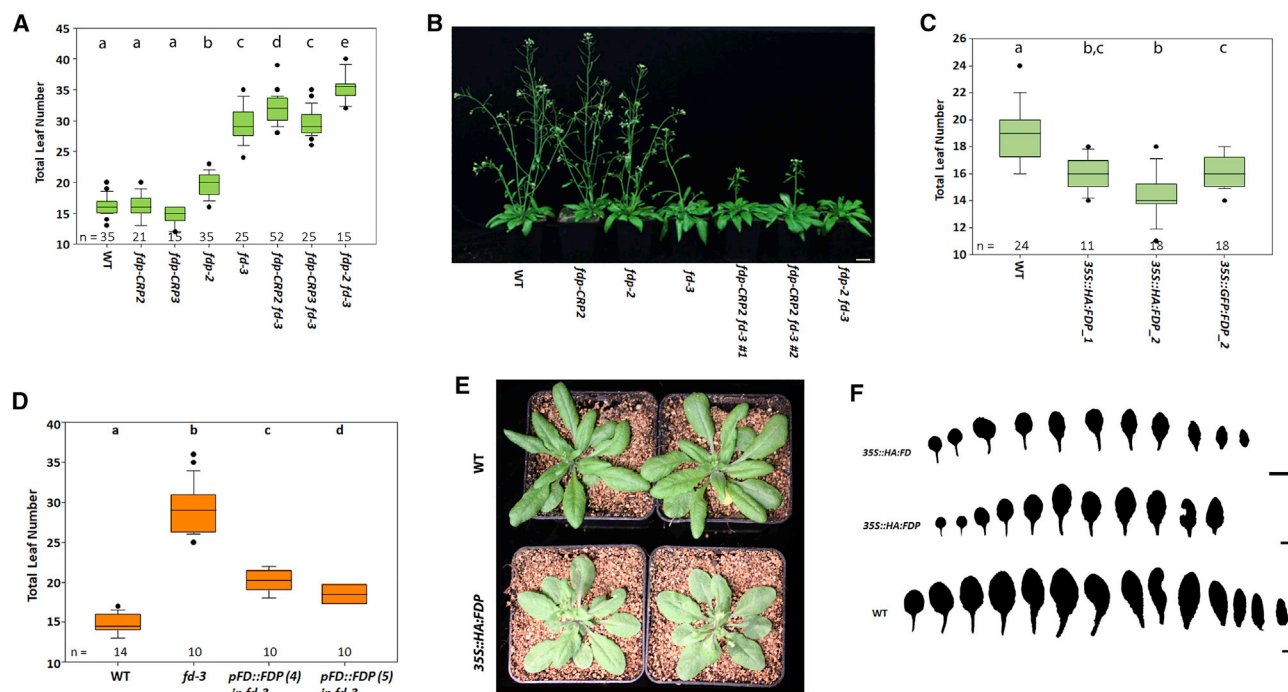 A
Total Leaf Number
45
40
35
30
25
20
15
10
a a a b c d c e
n = 35 21 15 35 25 52 25 15
WT
fdp-CRP2
fdp-CRP3
fdp-2
fd-3
fdp-CRP2 fd-3
fdp-CRP3 fd-3
fdp-2 fd-3
B
WT
fdp-CRP2
fdp-2
fd-3
fdp-CRP2 fd-3 #1
fdp-CRP2 fd-3 #2
fdp-2 fd-3
C
Total Leaf Number
26
24
22
20
18
16
14
12
10
a b,c b c
n = 24 11 18 18
WT
35S::HA:FDP_1
35S::HA:FDP_2
35S::GFP:FDP_2
D
Total Leaf Number
40
35
30
25
20
15
10
a b c d
n = 14 10 10 10
WT fd-3 pFD::FDP (4) pFD::FDP (5)
in fd-3 in fd-3
E
WT
35S::HA:FDP
F
35S::HA:FD
35S::HA:FDP
WT